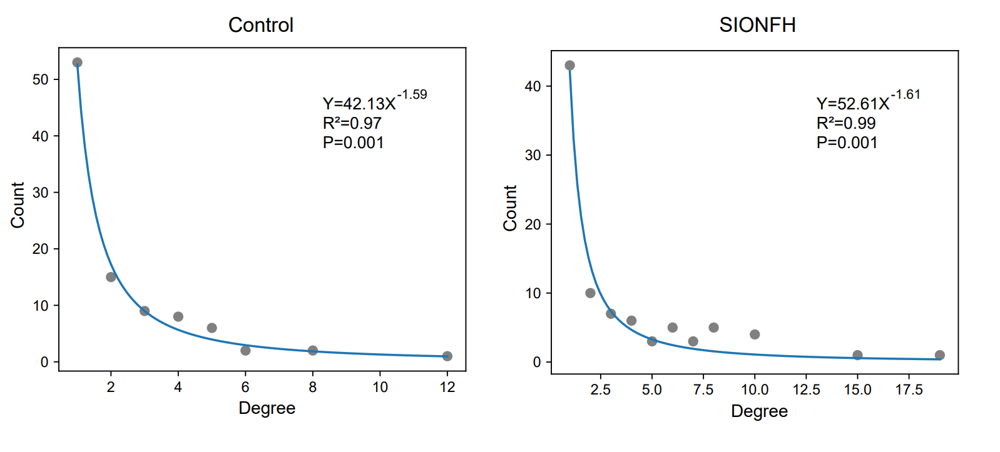 Control
Y=42.13X^-1.59
R²=0.97
P=0.001
50
40
30
20
10
0
Count
2 4 6 8 10 12
Degree
SIONFH
Y=52.61X^-1.61
R²=0.99
P=0.001
40
30
20
10
0
Count
2.5 5.0 7.5 10.0 12.5 15.0 17.5
Degree